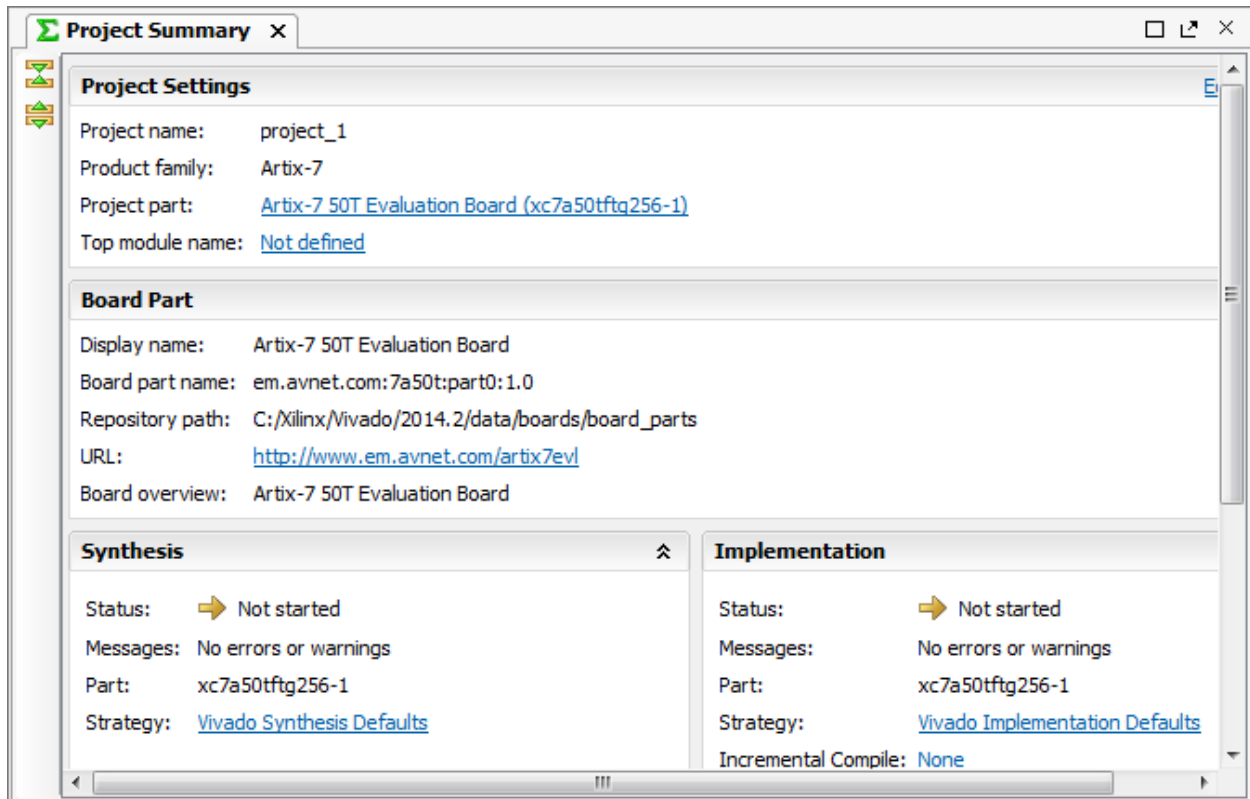 Project Summary
Project Settings
Project name: project_1
Product family: Artix-7
Project part: Artix-7 50T Evaluation Board (xc7a50tftg256-1)
Top module name: Not defined
Board Part
Display name: Artix-7 50T Evaluation Board
Board part name: em.avnet.com:7a50t:part0:1.0
Repository path: C:/Xilinx/Vivado/2014.2/data/boards/board_parts
URL: http://www.em.avnet.com/artix7evl
Board overview: Artix-7 50T Evaluation Board
Synthesis
Status: Not started
Messages: No errors or warnings
Part: xc7a50tftg256-1
Strategy: Vivado Synthesis Defaults
Implementation
Status: Not started
Messages: No errors or warnings
Part: xc7a50tftg256-1
Strategy: Vivado Implementation Defaults
Incremental Compile: None